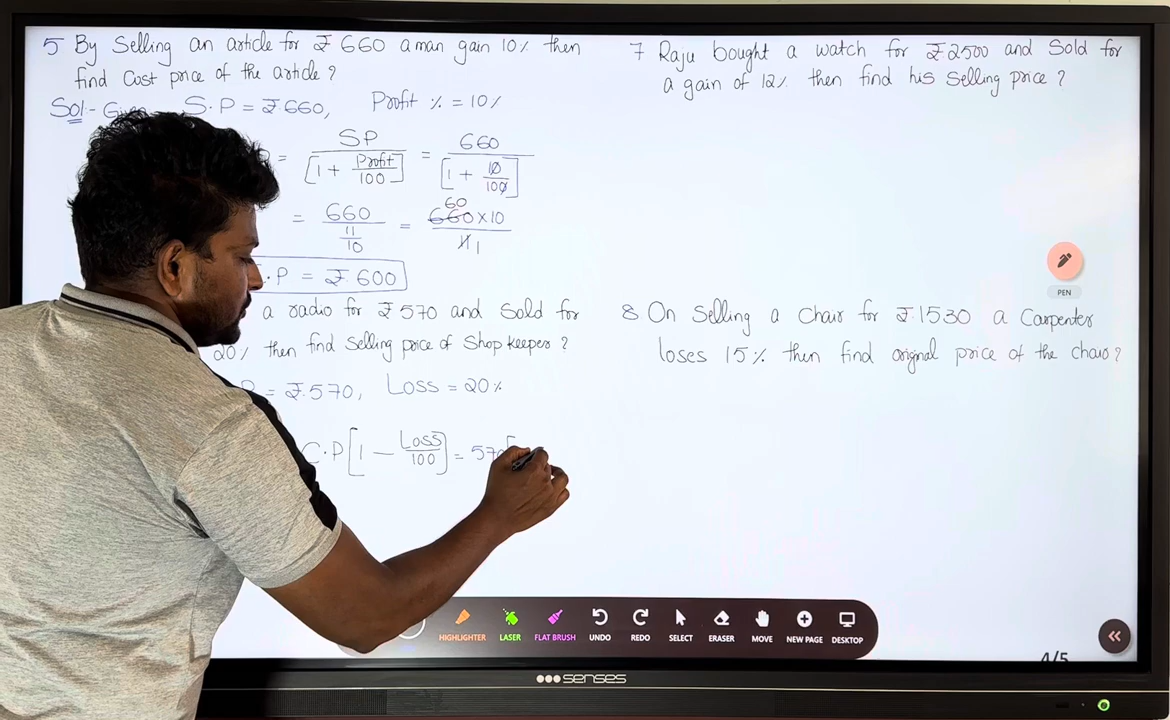 5 By Selling an article for ₹ 660 a man gain 10% then
find Cost price of the article ?
Sol:- Given S.P = ₹ 660, Profit % = 10%
= SP / [1 + Profit/100] = 660 / [1 + 10/100]
= 660 / 11/10 = 660 60 × 10 / 11 1
.P = ₹ 600
a radio for ₹ 570 and Sold for
20% then find Selling price of Shop keeper ?
= ₹.570, Loss = 20%
C.P [1 - Loss/100] = 570 [
7 Raju bought a watch for ₹ 2500 and Sold for
a gain of 12% then find his Selling price ?
8 On Selling a Chair for ₹.1530 a Carpenter
loses 15% then find original price of the chair ?
PEN
HIGHLIGHTER LASER FLAT BRUSH UNDO REDO SELECT ERASER MOVE NEW PAGE DESKTOP
4/5
senses